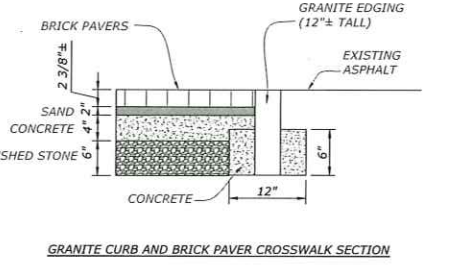 GRANITE EDGING
(12"± TALL)
BRICK PAVERS
EXISTING
ASPHALT
2 3/8"±
SAND
2"
CONCRETE
4"
SHED STONE
6"
6"
12"
CONCRETE
GRANITE CURB AND BRICK PAVER CROSSWALK SECTION